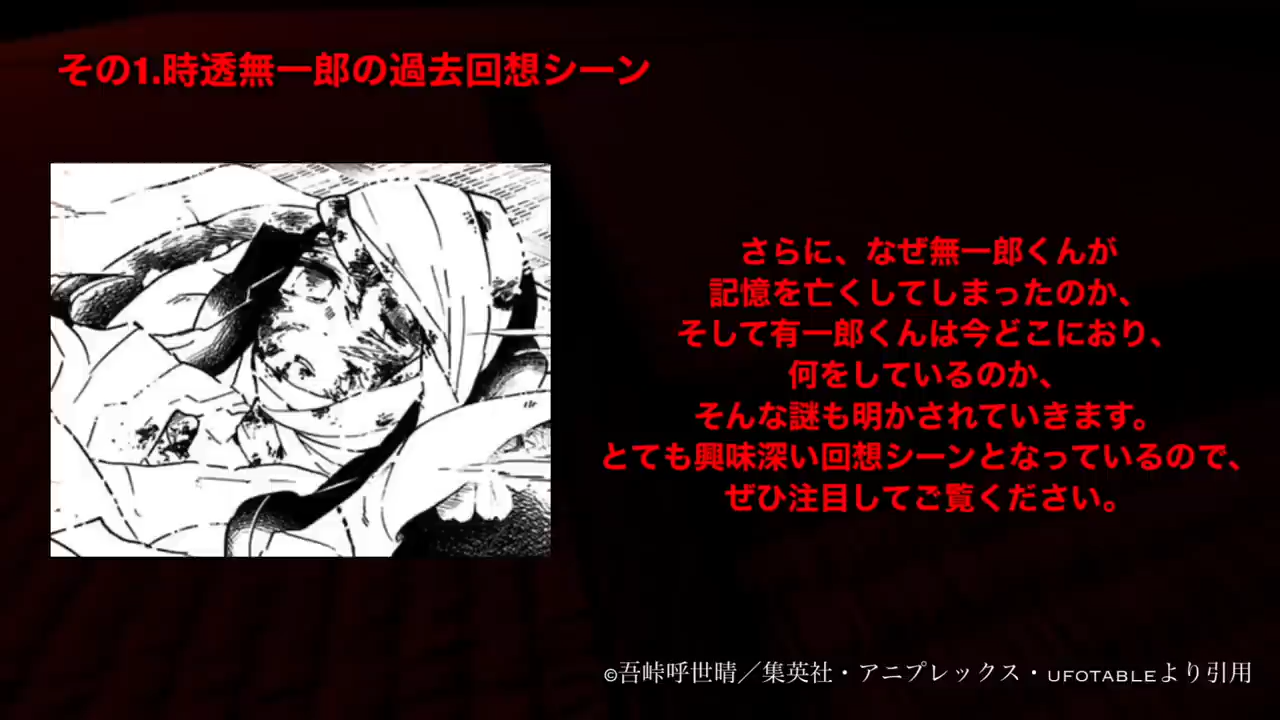 その1.時透無一郎の過去回想シーン
さらに、なぜ無一郎くんが
記憶を亡くしてしまったのか、
そして有一郎くんは今どこにおり、
何をしているのか、
そんな謎も明かされていきます。
とても興味深い回想シーンとなっているので、
ぜひ注目してご覧ください。
©吾峠呼世晴／集英社・アニプレックス・UFOTABLEより引用